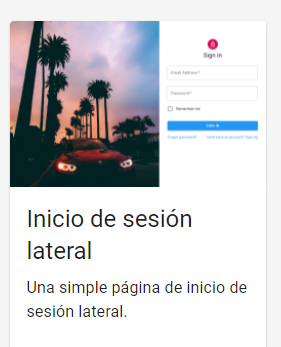 Sign in
Email Address *
Password *
Remember me
SIGN IN
Forgot password?
Don't have an account? Sign Up
Inicio de sesión
lateral
Una simple página de inicio de
sesión lateral.